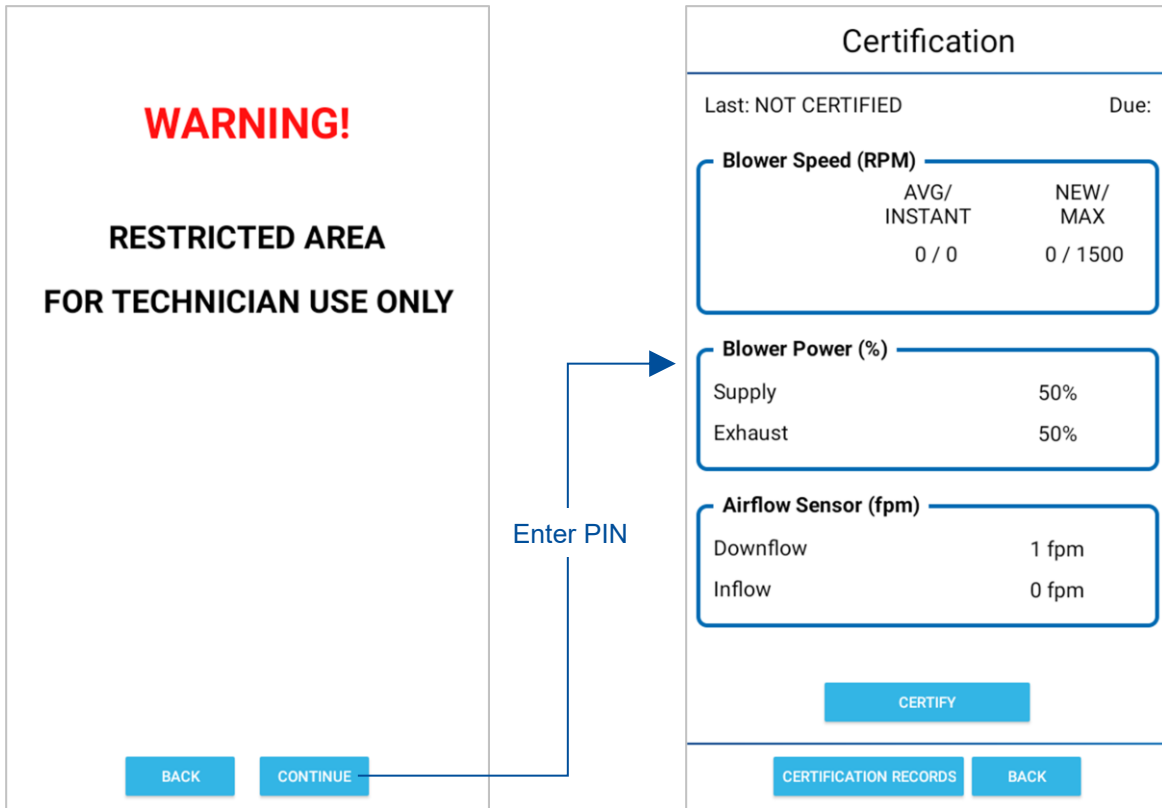 WARNING!
RESTRICTED AREA
FOR TECHNICIAN USE ONLY
BACK
CONTINUE
Enter PIN
Certification
Last: NOT CERTIFIED
Due:
Blower Speed (RPM)
AVG/
INSTANT
NEW/
MAX
0 / 0
0 / 1500
Blower Power (%)
Supply 50%
Exhaust 50%
Airflow Sensor (fpm)
Downflow 1 fpm
Inflow 0 fpm
CERTIFY
CERTIFICATION RECORDS
BACK